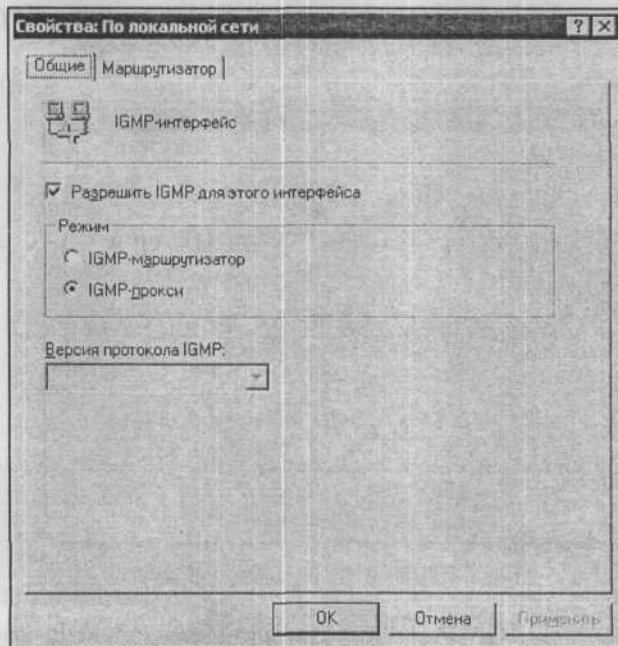 Свойства: По локальной сети
Общие
Маршрутизатор
IGMP-интерфейс
Разрешить IGMP для этого интерфейса
Режим
IGMP-маршрутизатор
IGMP-прокси
Версия протокола IGMP:
ОК
Отмена
Применить